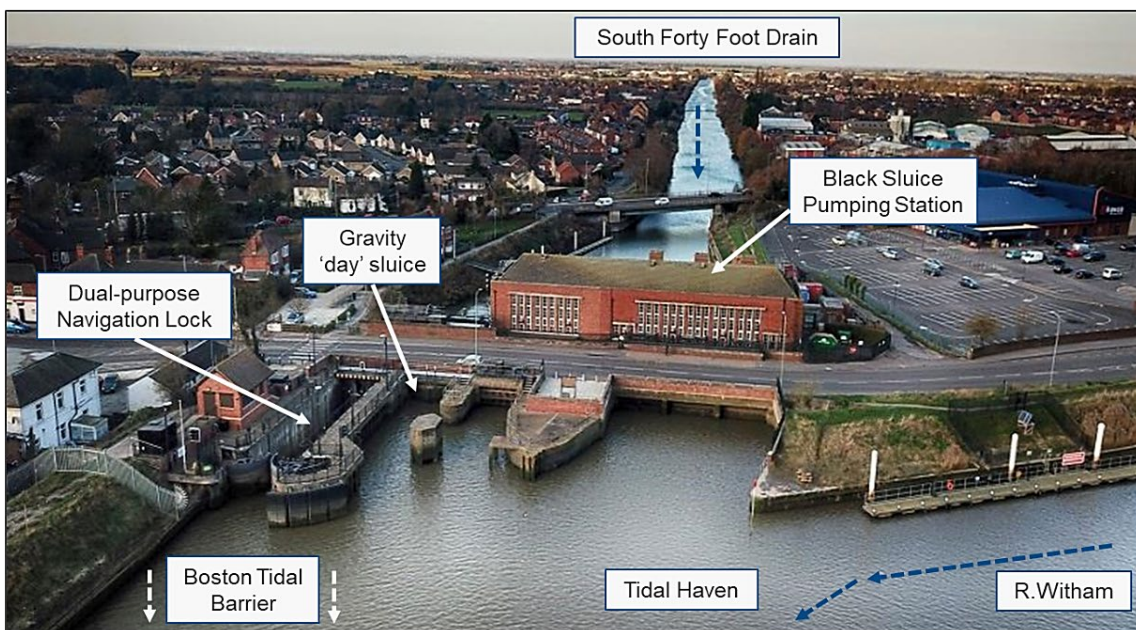 South Forty Foot Drain
Black Sluice
Pumping Station
Gravity
‘day’ sluice
Dual-purpose
Navigation Lock
Boston Tidal
Barrier
Tidal Haven
R.Witham